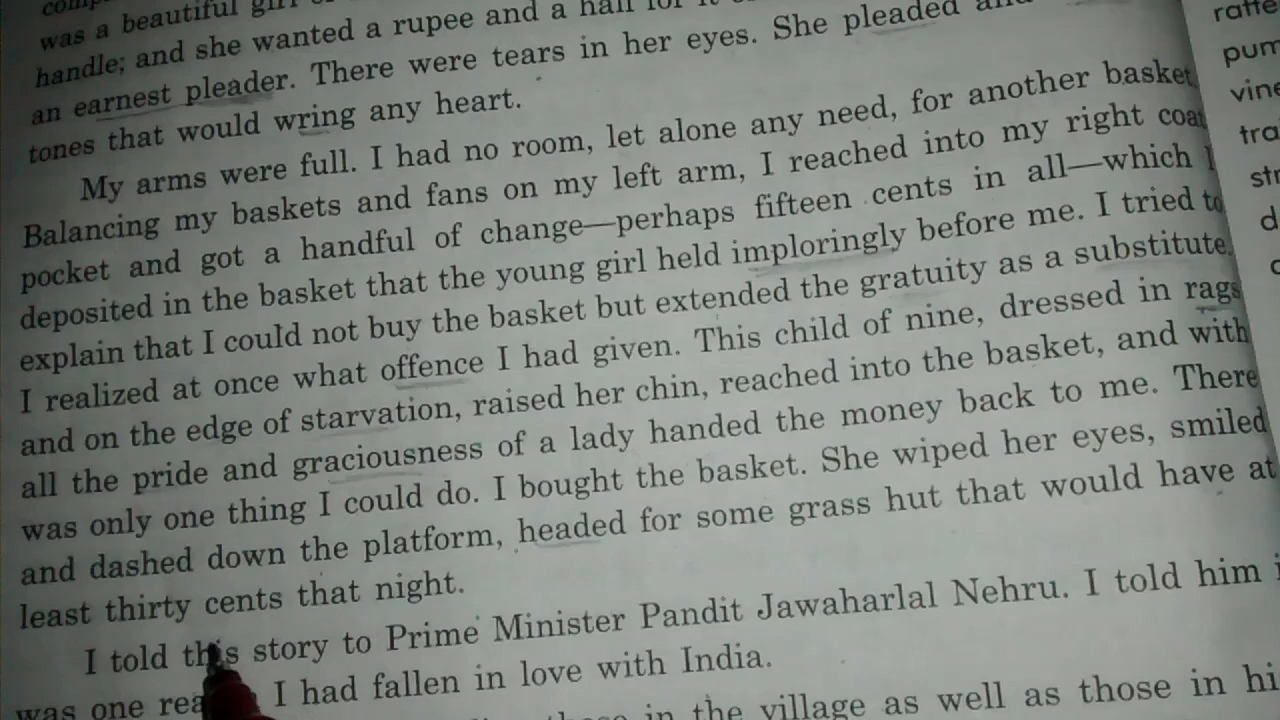 was a beautiful girl
handle; and she wanted a rupee and a half for it
an earnest pleader. There were tears in her eyes. She pleaded and
tones that would wring any heart.
My arms were full. I had no room, let alone any need, for another basket
Balancing my baskets and fans on my left arm, I reached into my right coat
pocket and got a handful of change—perhaps fifteen cents in all—which I
deposited in the basket that the young girl held imploringly before me. I tried to
explain that I could not buy the basket but extended the gratuity as a substitute.
I realized at once what offence I had given. This child of nine, dressed in rags
and on the edge of starvation, raised her chin, reached into the basket, and with
all the pride and graciousness of a lady handed the money back to me. There
was only one thing I could do. I bought the basket. She wiped her eyes, smiled
and dashed down the platform, headed for some grass hut that would have at
least thirty cents that night.
I told this story to Prime Minister Pandit Jawaharlal Nehru. I told him
was one I had fallen in love with India.
in the village as well as those in
vine
tra
str